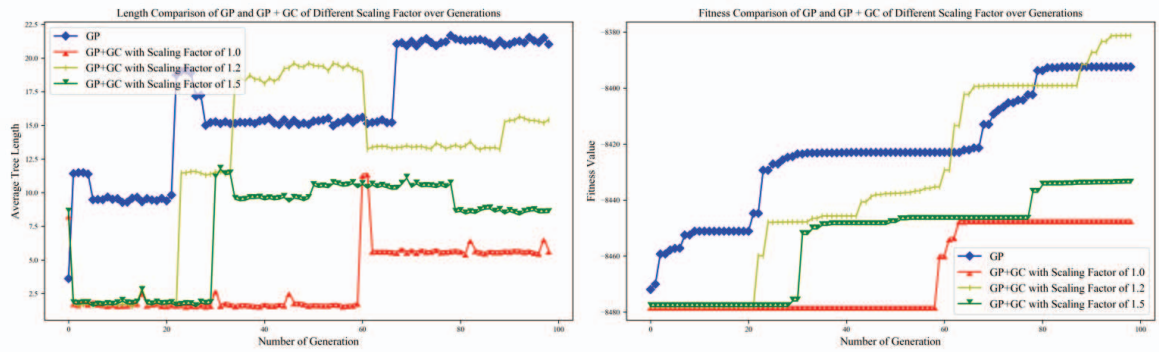 Length Comparison of GP and GP + GC of Different Scaling Factor over Generations
22.5
20.0
17.5
15.0
12.5
10.0
7.5
5.0
2.5
Average Tree Length
GP
GP+GC with Scaling Factor of 1.0
GP+GC with Scaling Factor of 1.2
GP+GC with Scaling Factor of 1.5
0
20
40
60
80
100
Number of Generation
Fitness Comparison of GP and GP + GC of Different Scaling Factor over Generations
-8380
-8400
-8420
-8440
-8460
-8480
Fitness Value
GP
GP+GC with Scaling Factor of 1.0
GP+GC with Scaling Factor of 1.2
GP+GC with Scaling Factor of 1.5
0
20
40
60
80
100
Number of Generation